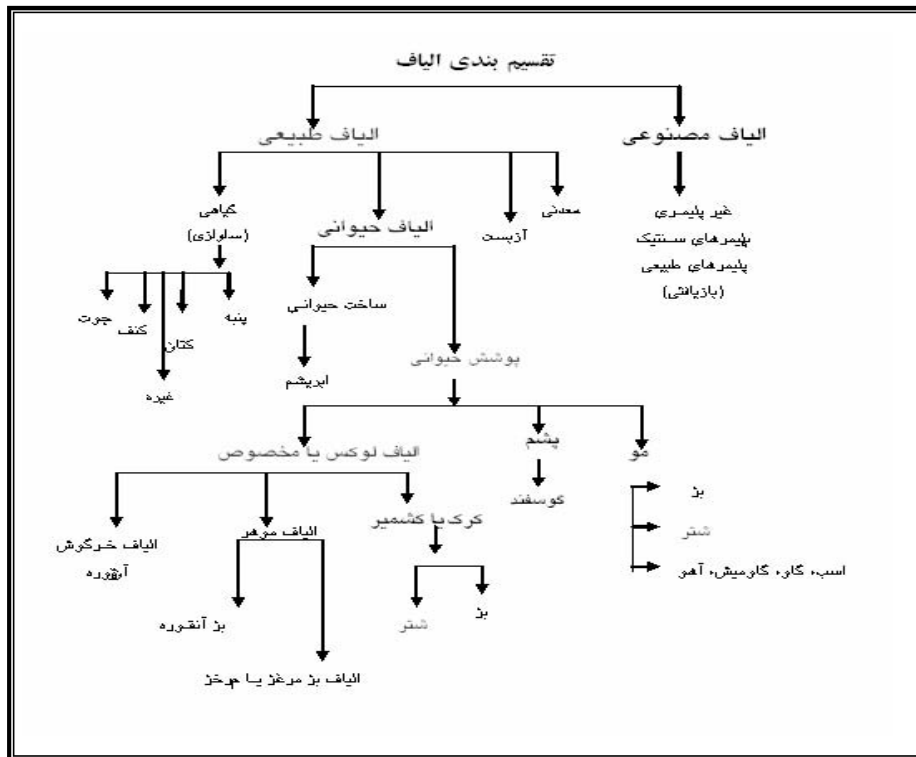 تقسیم بندی الیاف
الیاف مصنوعی
الیاف طبیعی
غیر پلیمری
پلیمرهای سنتتیک
پلیمرهای طبیعی
(بازیافتی)
معدنی
آزبست
الیاف حیوانی
گیاهی
(سلولزی)
پنبه
کتان
کنف
جوت
غیره
ساخت حیوانی
ابریشم
پوشش حیوانی
مو
پشم
الیاف لوکس یا مخصوص
بز
شتر
اسب، گاو، گاومیش، آهو
گوسفند
کرک یا کشمیر
بز
شتر
الیاف موهر
بز آنقوره
الیاف بز مرغز یا مرخز
الیاف خرگوش
آنقوره